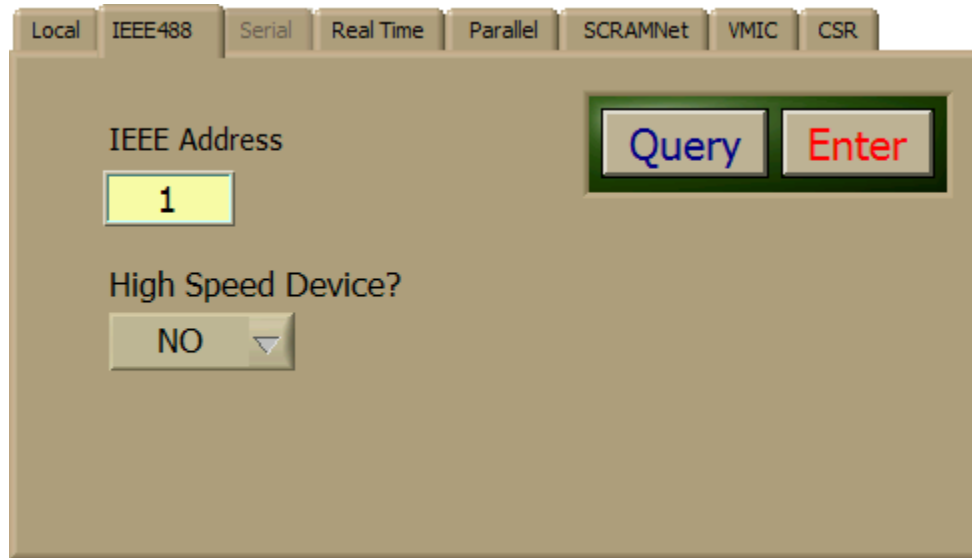 Local IEEE488 Serial Real Time Parallel SCRAMNet VMIC CSR
IEEE Address
Query Enter
1
High Speed Device?
NO